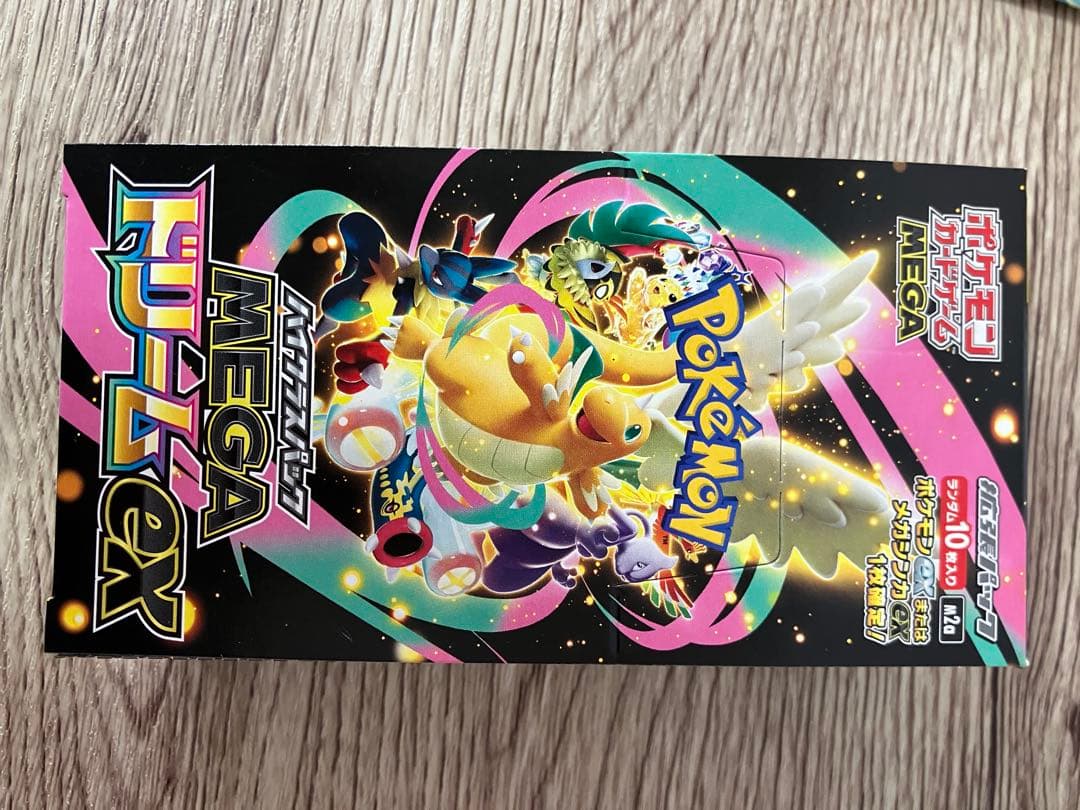 ポケモン
カードゲーム
MEGA
拡張パック
ランダム10枚入り
M2a
ポケモンexまたは
メガシンカex
1枚確定!
POKéMON
TM
ハイクラスパック
MEGA
ドリームex